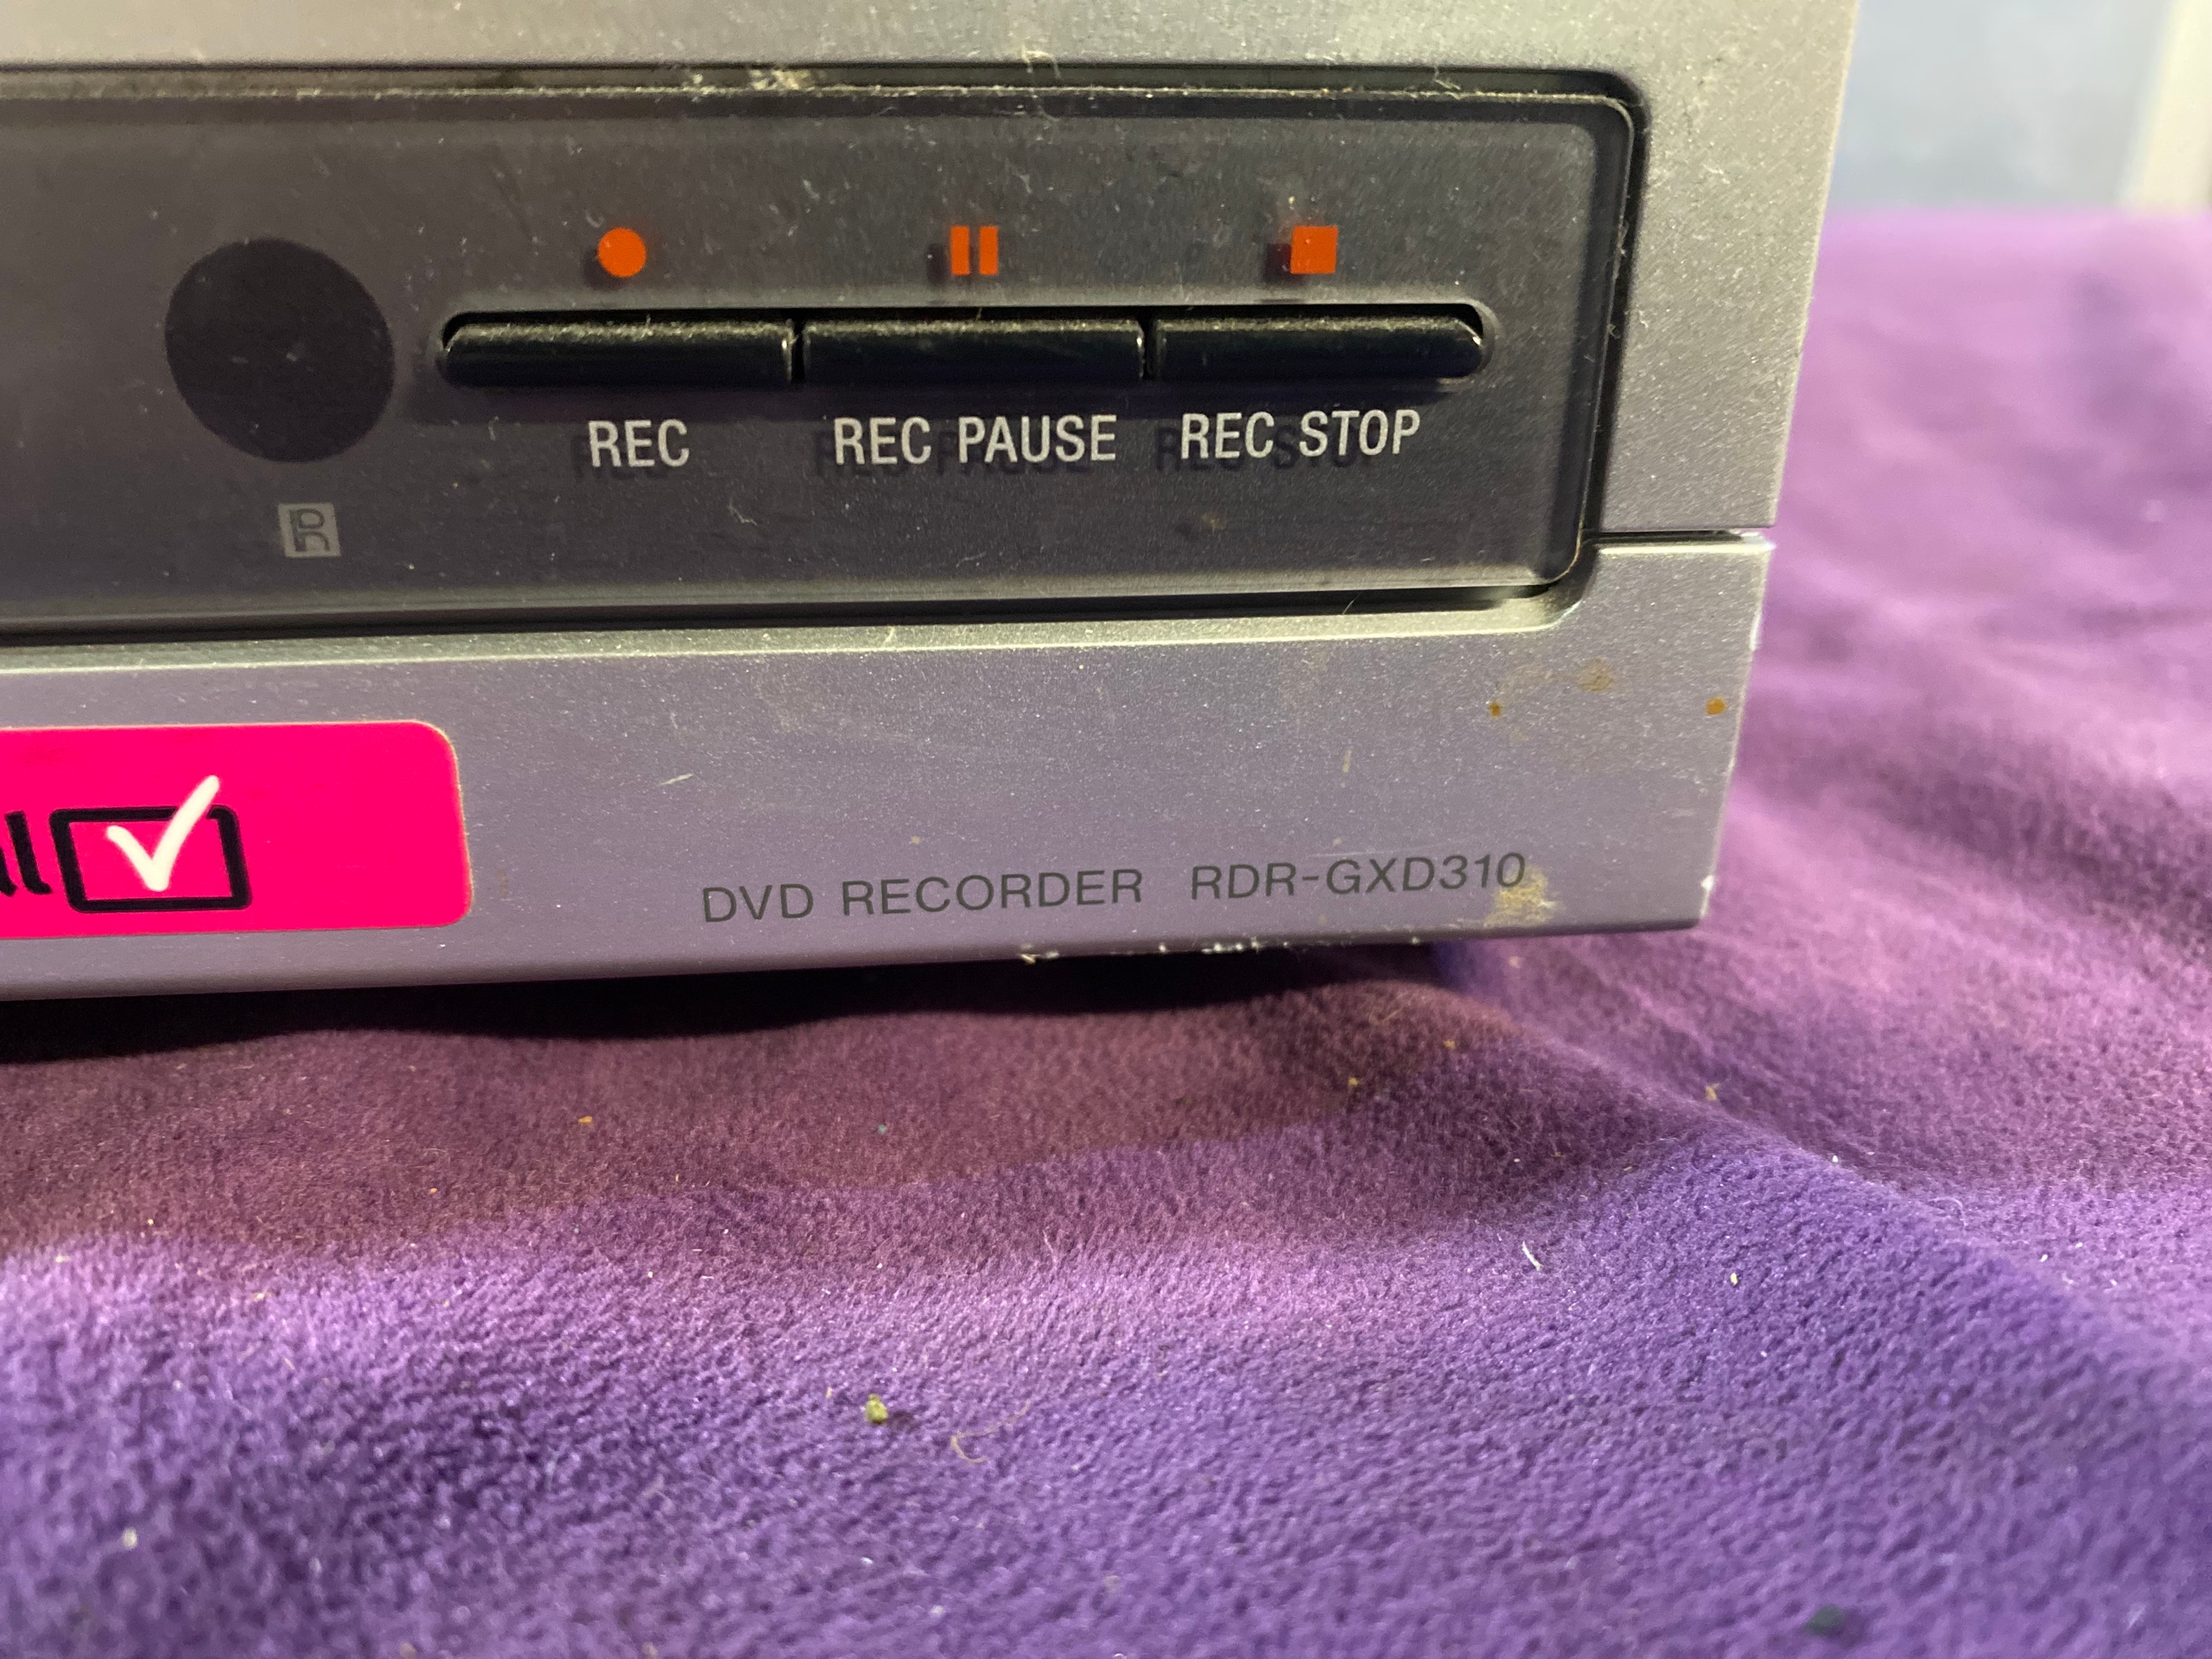 REC REC PAUSE REC STOP
DVD RECORDER RDR-GXD310